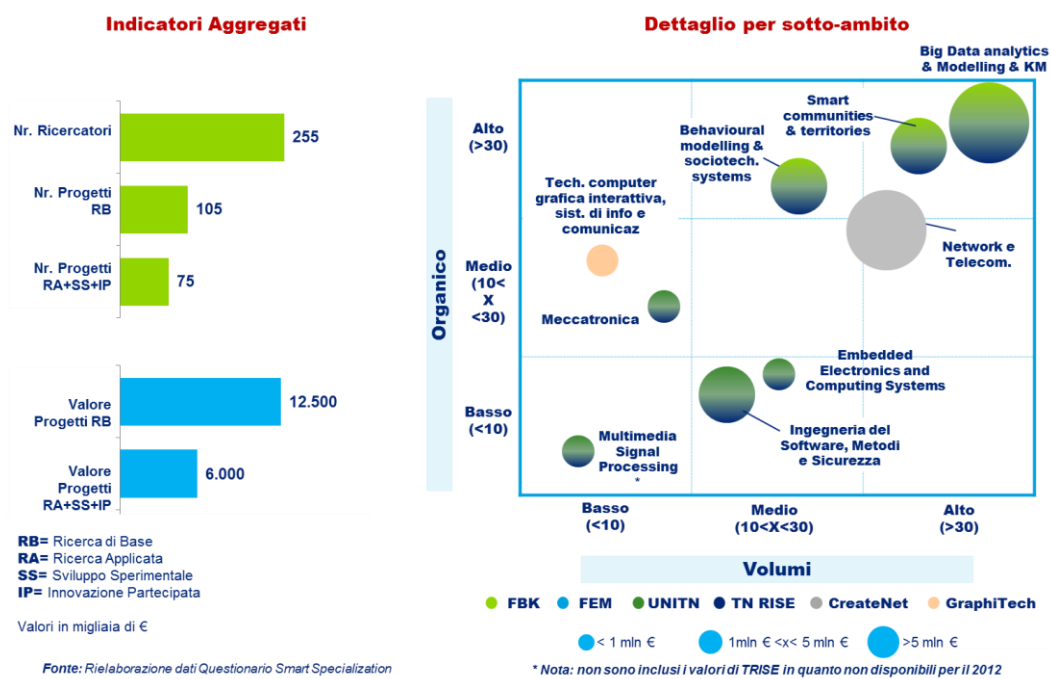 Indicatori Aggregati
Nr. Ricercatori
255
Nr. Progetti
RB
105
Nr. Progetti
RA+SS+IP
75
Valore
Progetti RB
12.500
Valore
Progetti
RA+SS+IP
6.000
RB= Ricerca di Base
RA= Ricerca Applicata
SS= Sviluppo Sperimentale
IP= Innovazione Partecipata
Valori in migliaia di €
Fonte: Rielaborazione dati Questionario Smart Specialization
Dettaglio per sotto-ambito
Organico
Alto
(>30)
Medio
(10<
X
<30)
Basso
(<10)
Big Data analytics
& Modelling & KM
Smart
communities
& territories
Behavioural
modelling &
sociotech.
systems
Tech. computer
grafica interattiva,
sist. di info e
comunicaz
Network e
Telecom.
Meccatronica
Embedded
Electronics and
Computing Systems
Ingegneria del
Software, Metodi
e Sicurezza
Multimedia
Signal
Processing
*
Basso
(<10)
Medio
(10<X<30)
Alto
(>30)
Volumi
FBK
FEM
UNITN
TN RISE
CreateNet
GraphiTech
< 1 mln €
1mln € <x< 5 mln €
>5 mln €
* Nota: non sono inclusi i valori di TRISE in quanto non disponibili per il 2012